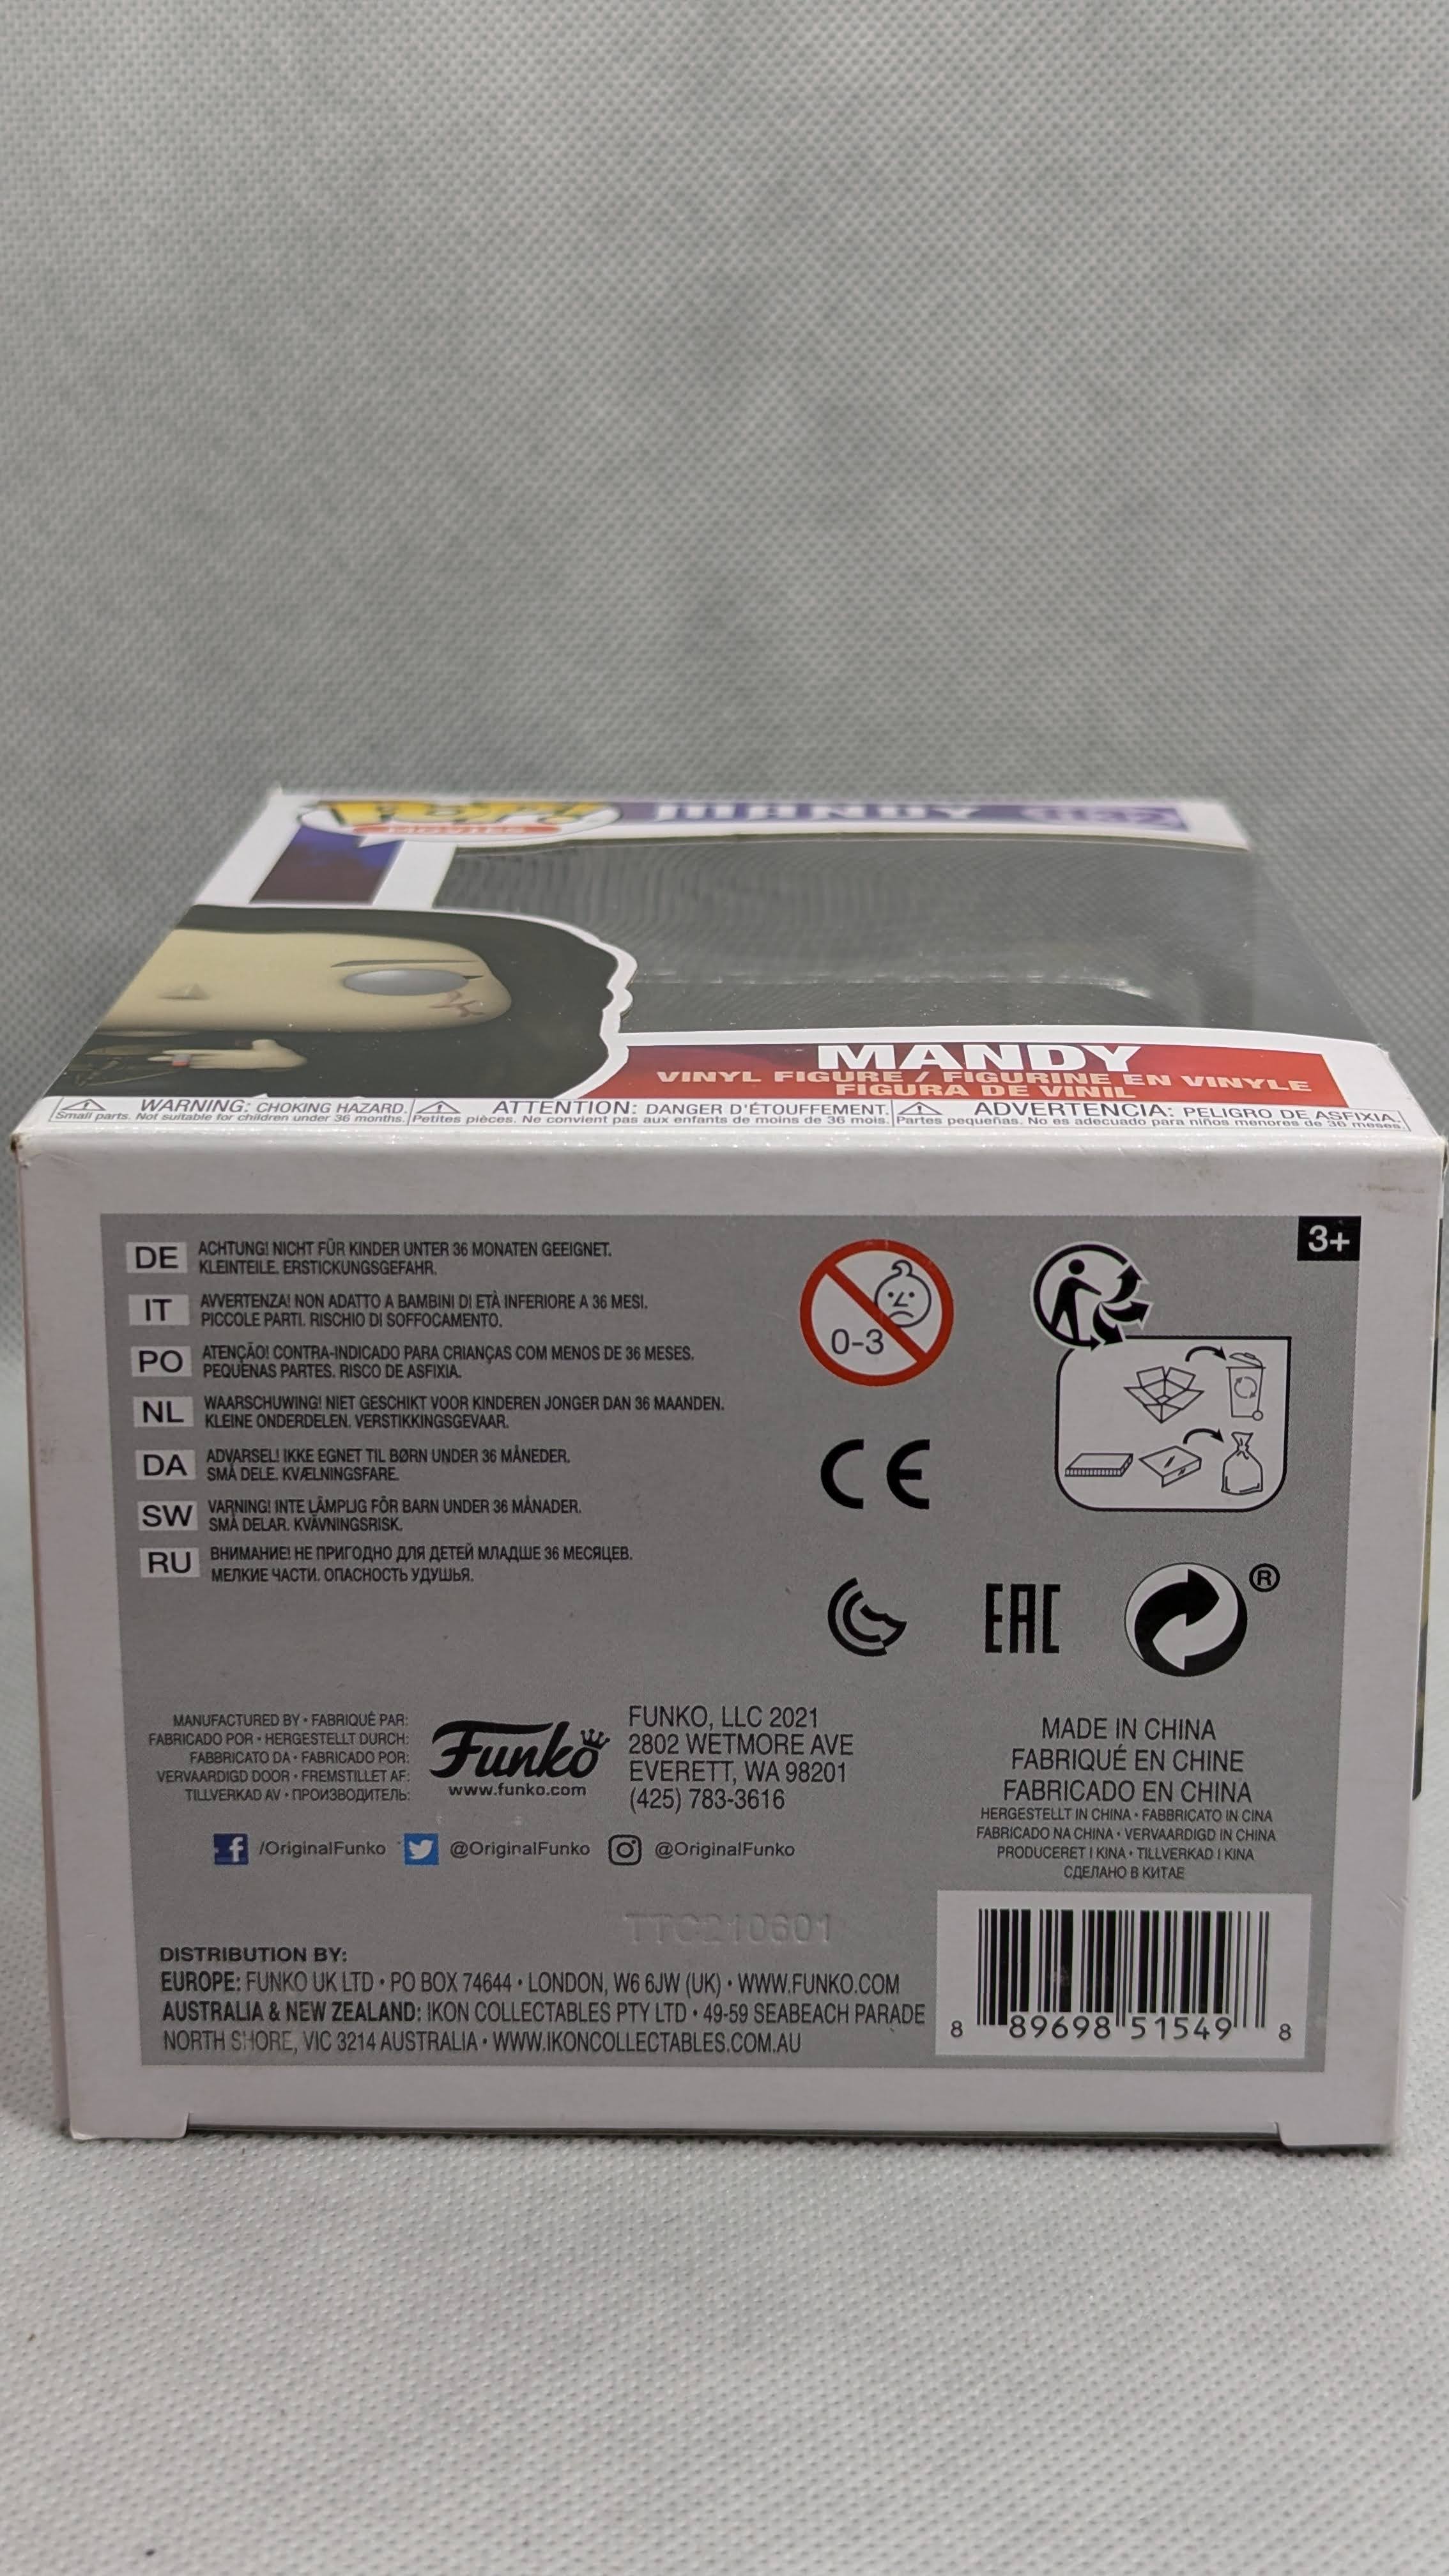 POP!
MOVIES
MANDY
1132
MANDY
VINYL FIGURE / FIGURINE EN VINYLE
FIGURA DE VINIL
WARNING: CHOKING HAZARD.
Small parts. Not suitable for children under 36 months.
ATTENTION: DANGER D'ÉTOUFFEMENT.
Petites pièces. Ne convient pas aux enfants de moins de 36 mois.
ADVERTENCIA: PELIGRO DE ASFIXIA.
Partes pequeñas. No es adecuado para niños menores de 36 meses.
3+
DE ACHTUNG! NICHT FÜR KINDER UNTER 36 MONATEN GEEIGNET.
KLEINTEILE. ERSTICKUNGSGEFAHR.
IT AVVERTENZA! NON ADATTO A BAMBINI DI ETÀ INFERIORE A 36 MESI.
PICCOLE PARTI. RISCHIO DI SOFFOCAMENTO.
PO ATENÇÃO! CONTRA-INDICADO PARA CRIANÇAS COM MENOS DE 36 MESES.
PEQUENAS PARTES. RISCO DE ASFIXIA.
NL WAARSCHUWING! NIET GESCHIKT VOOR KINDEREN JONGER DAN 36 MAANDEN.
KLEINE ONDERDELEN. VERSTIKKINGSGEVAAR.
DA ADVARSEL! IKKE EGNET TIL BØRN UNDER 36 MÅNEDER.
SMÅ DELE. KVÆLNINGSFARE.
SW VARNING! INTE LÄMPLIG FÖR BARN UNDER 36 MÅNADER.
SMÅ DELAR. KVÄVNINGSRISK.
RU ВНИМАНИЕ! НЕ ПРИГОДНО ДЛЯ ДЕТЕЙ МЛАДШЕ 36 МЕСЯЦЕВ.
МЕЛКИЕ ЧАСТИ. ОПАСНОСТЬ УДУШЬЯ.
0-3
CE
EAC
®
MANUFACTURED BY • FABRIQUÉ PAR:
FABRICADO POR • HERGESTELLT DURCH:
FABBRICATO DA • FABRICADO POR:
VERVAARDIGD DOOR • FREMSTILLET AF:
TILLVERKAD AV • ПРОИЗВОДИТЕЛЬ:
Funko
www.funko.com
FUNKO, LLC 2021
2802 WETMORE AVE
EVERETT, WA 98201
(425) 783-3616
/OriginalFunko @OriginalFunko @OriginalFunko
MADE IN CHINA
FABRIQUÉ EN CHINE
FABRICADO EN CHINA
HERGESTELLT IN CHINA • FABBRICATO IN CINA
FABRICADO NA CHINA • VERVAARDIGD IN CHINA
PRODUCERET I KINA • TILLVERKAD I KINA
СДЕЛАНО В КИТАЕ
TTC210601
DISTRIBUTION BY:
EUROPE: FUNKO UK LTD • PO BOX 74644 • LONDON, W6 6JW (UK) • WWW.FUNKO.COM
AUSTRALIA & NEW ZEALAND: IKON COLLECTABLES PTY LTD • 49-59 SEABEACH PARADE
NORTH SHORE, VIC 3214 AUSTRALIA • WWW.IKONCOLLECTABLES.COM.AU
8 89698 51549 8